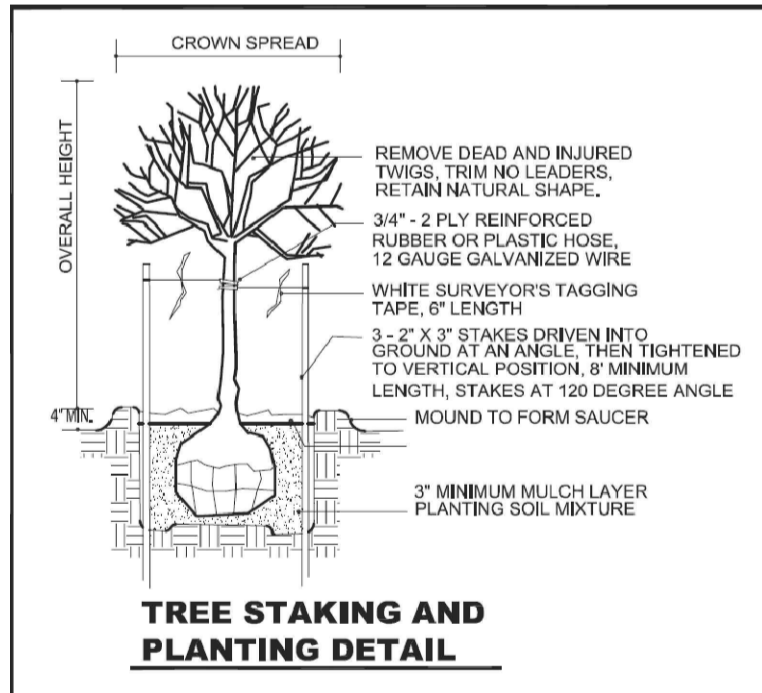 CROWN SPREAD
OVERALL HEIGHT
REMOVE DEAD AND INJURED
TWIGS, TRIM NO LEADERS,
RETAIN NATURAL SHAPE.
3/4" - 2 PLY REINFORCED
RUBBER OR PLASTIC HOSE,
12 GAUGE GALVANIZED WIRE
WHITE SURVEYOR'S TAGGING
TAPE, 6" LENGTH
3 - 2" X 3" STAKES DRIVEN INTO
GROUND AT AN ANGLE, THEN TIGHTENED
TO VERTICAL POSITION, 8' MINIMUM
LENGTH, STAKES AT 120 DEGREE ANGLE
4" MIN.
MOUND TO FORM SAUCER
3" MINIMUM MULCH LAYER
PLANTING SOIL MIXTURE
TREE STAKING AND
PLANTING DETAIL